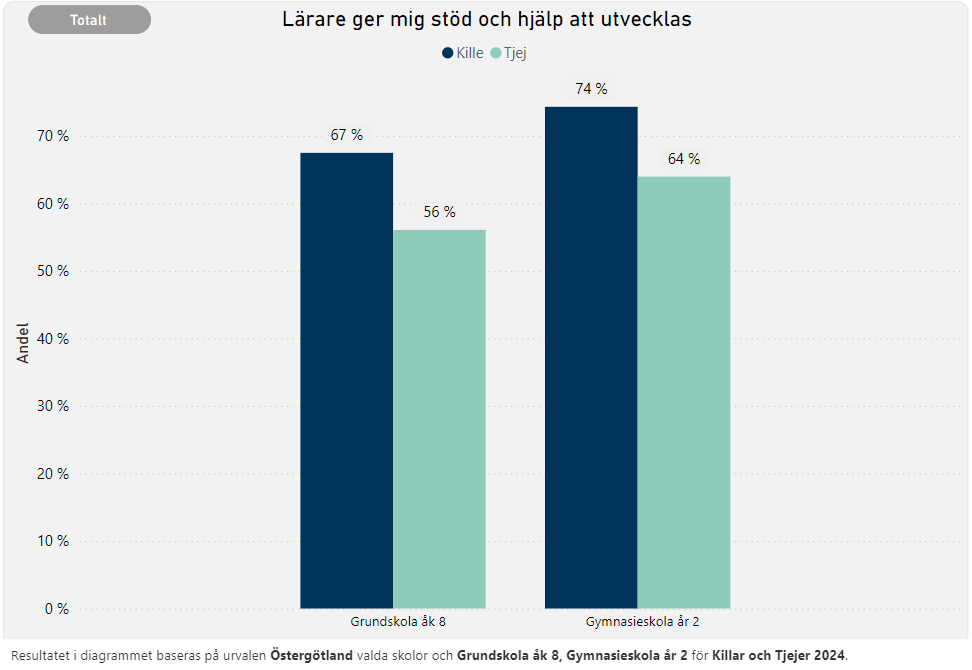 Totalt
Lärare ger mig stöd och hjälp att utvecklas
Kille Tjej
74 %
70 %
67 %
64 %
60 %
56 %
50 %
Andel
40 %
30 %
20 %
10 %
0 %
Grundskola åk 8
Gymnasieskola år 2
Resultatet i diagrammet baseras på urvalen Östergötland valda skolor och Grundskola åk 8, Gymnasieskola år 2 för Killar och Tjejer 2024.